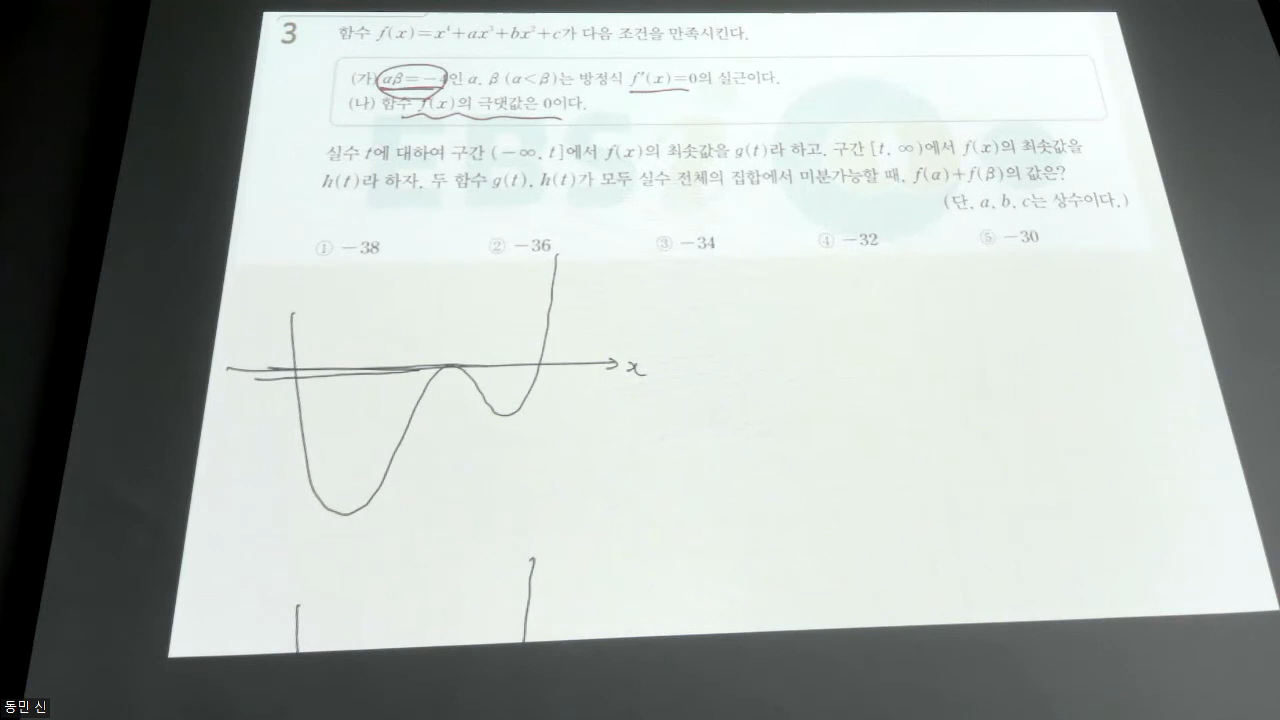 3
함수 f(x)=x⁴+ax³+bx²+c가 다음 조건을 만족시킨다.
(가) αβ=-4인 α, β (α<β)는 방정식 f'(x)=0의 실근이다.
(나) 함수 f(x)의 극댓값은 0이다.
실수 t에 대하여 구간 (-∞, t]에서 f(x)의 최솟값을 g(t)라 하고, 구간 [t, ∞)에서 f(x)의 최솟값을
h(t)라 하자. 두 함수 g(t), h(t)가 모두 실수 전체의 집합에서 미분가능할 때, f(α)+f(β)의 값은?
(단, a, b, c는 상수이다.)
① -38 ② -36 ③ -34 ④ -32 ⑤ -30
x
동민 신